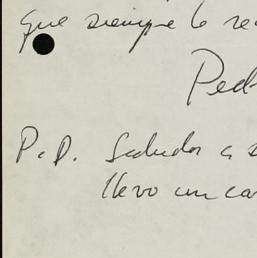 que siempre lo re
Ped
P.D. Saludos a s
llevo un ca